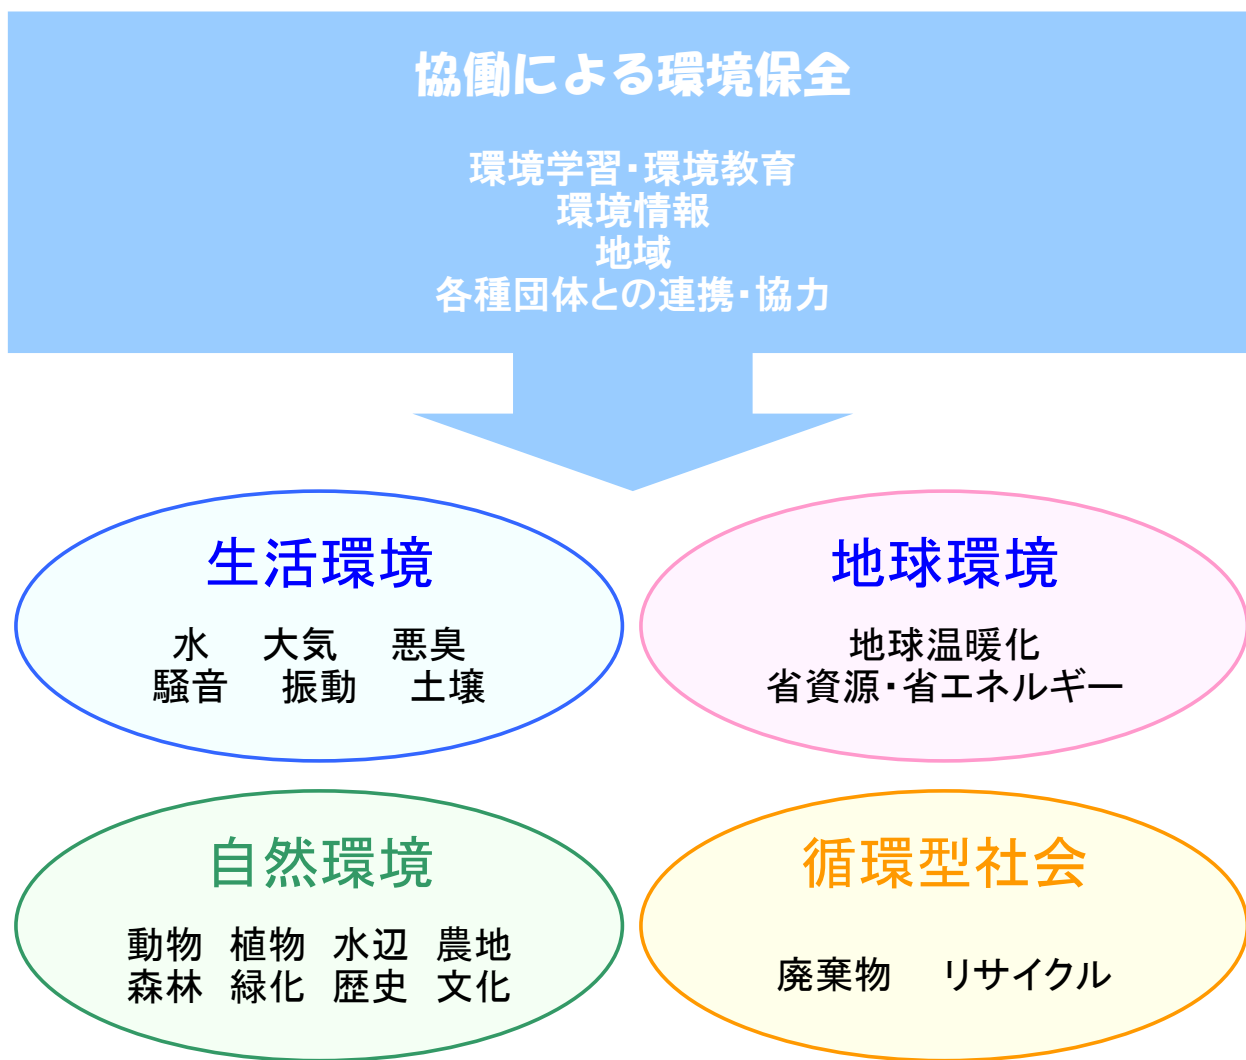 協働による環境保全
環境学習・環境教育
環境情報
地域
各種団体との連携・協力
生活環境
水 大気 悪臭
騒音 振動 土壌
地球環境
地球温暖化
省資源・省エネルギー
自然環境
動物 植物 水辺 農地
森林 緑化 歴史 文化
循環型社会
廃棄物 リサイクル